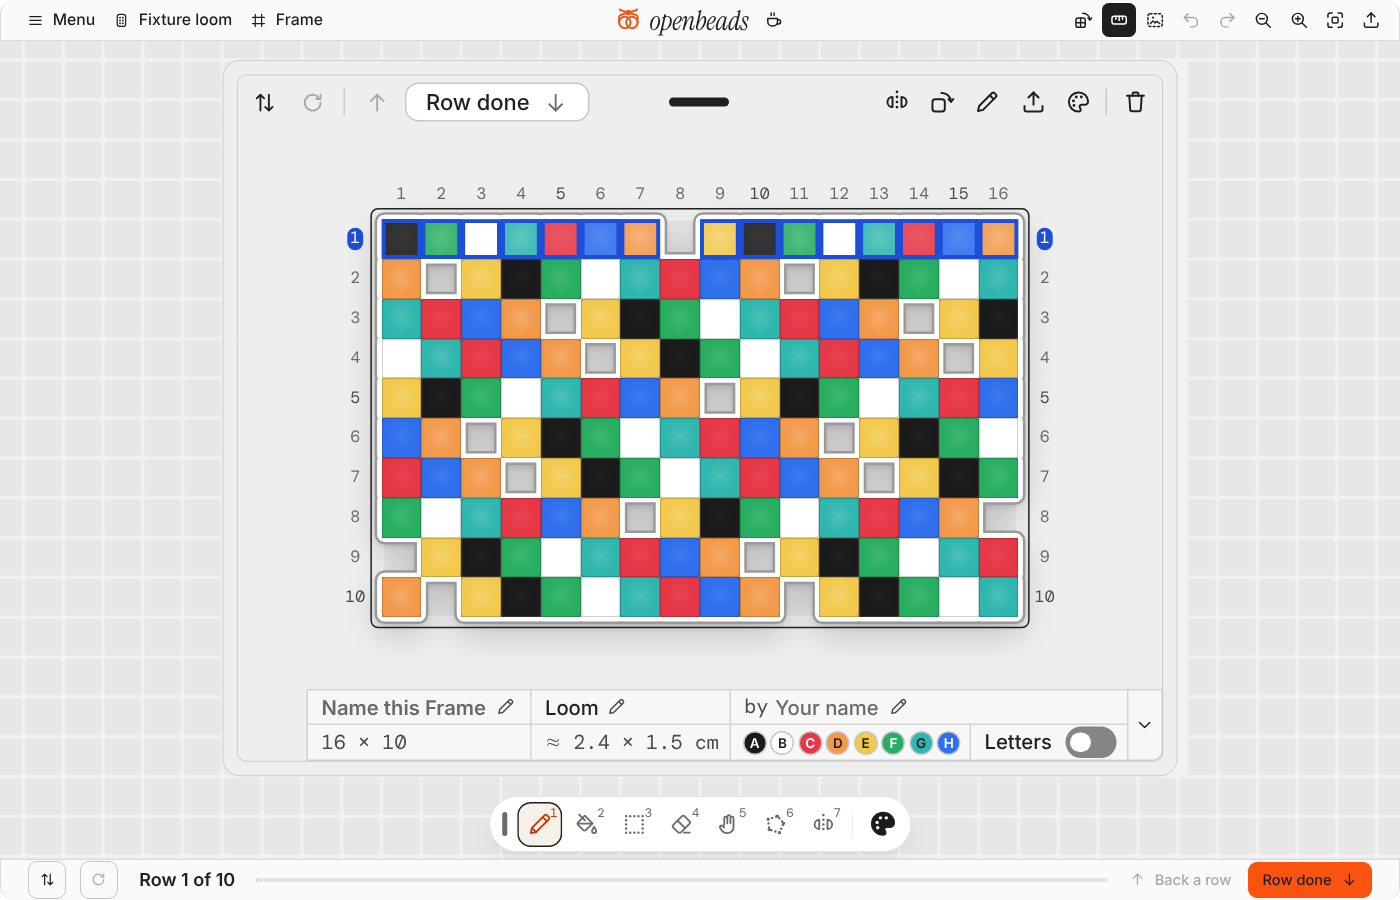 Menu Fixture loom Frame openbeads
Row done
1 2 3 4 5 6 7 8 9 10 11 12 13 14 15 16
1 1
2 2
3 3
4 4
5 5
6 6
7 7
8 8
9 9
10 10
Name this Frame Loom by Your name
16 × 10 ≈ 2.4 × 1.5 cm A B C D E F G H Letters
1 2 3 4 5 6 7
Row 1 of 10 Back a row Row done